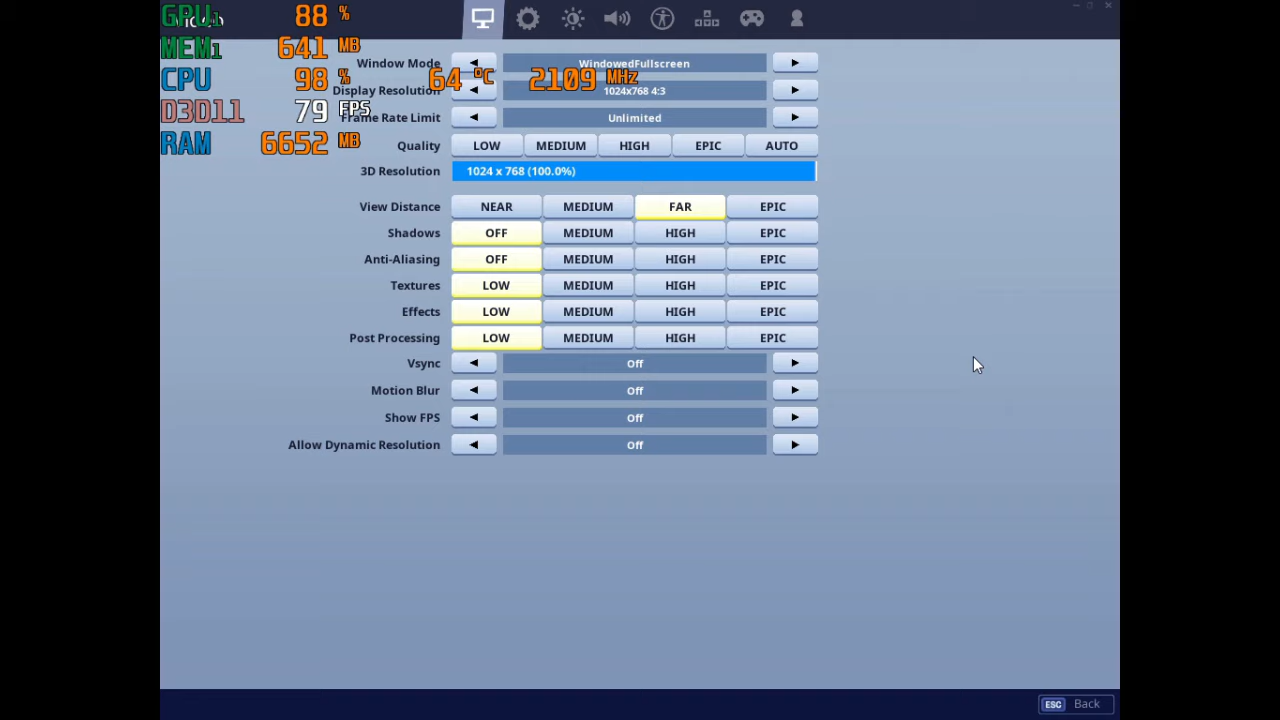 GPU1 88 %
MEM1 641 MB
CPU 98 % 64 °C 2109 MHz
D3D11 79 FPS
RAM 6652 MB
Window Mode WindowedFullscreen
Display Resolution 1024x768 4:3
Frame Rate Limit Unlimited
Quality LOW MEDIUM HIGH EPIC AUTO
3D Resolution 1024 x 768 (100.0%)
View Distance NEAR MEDIUM FAR EPIC
Shadows OFF MEDIUM HIGH EPIC
Anti-Aliasing OFF MEDIUM HIGH EPIC
Textures LOW MEDIUM HIGH EPIC
Effects LOW MEDIUM HIGH EPIC
Post Processing LOW MEDIUM HIGH EPIC
Vsync Off
Motion Blur Off
Show FPS Off
Allow Dynamic Resolution Off
ESC Back